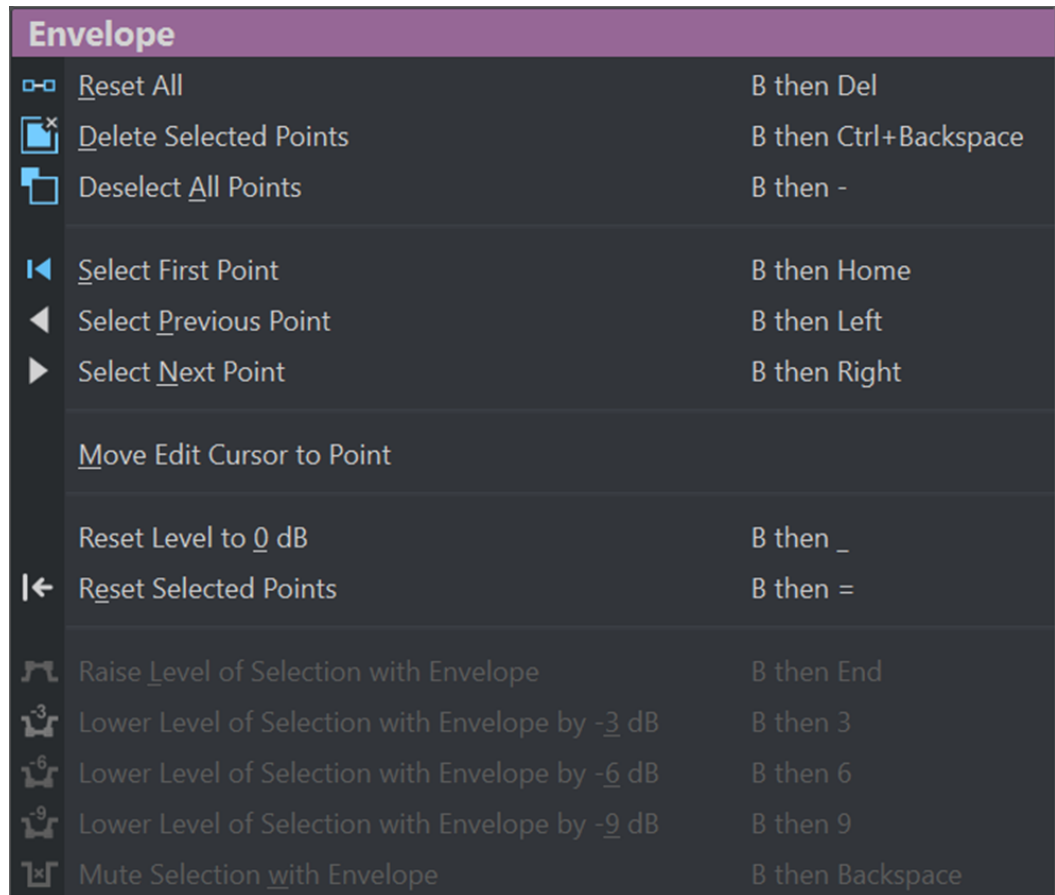 Envelope
Reset All B then Del
Delete Selected Points B then Ctrl+Backspace
Deselect All Points B then -
Select First Point B then Home
Select Previous Point B then Left
Select Next Point B then Right
Move Edit Cursor to Point
Reset Level to 0 dB B then _
Reset Selected Points B then =
Raise Level of Selection with Envelope B then End
-3 Lower Level of Selection with Envelope by -3 dB B then 3
-6 Lower Level of Selection with Envelope by -6 dB B then 6
-9 Lower Level of Selection with Envelope by -9 dB B then 9
Mute Selection with Envelope B then Backspace